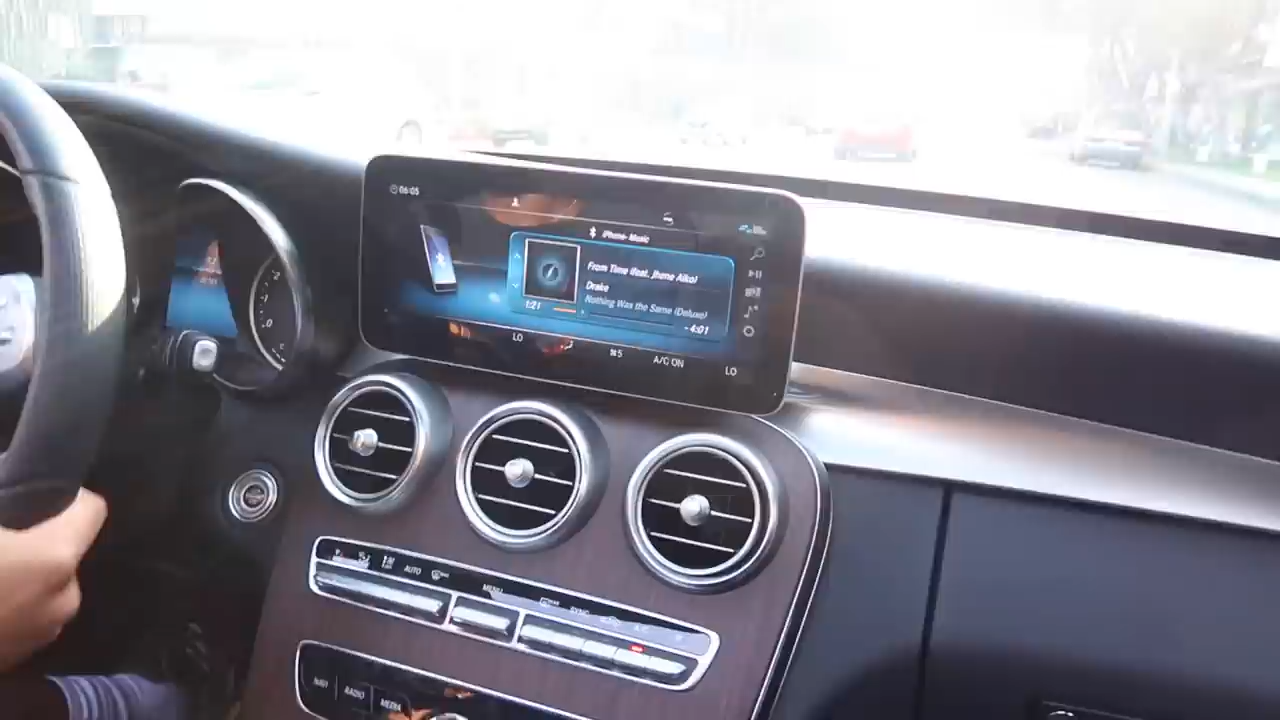 06:05
iPhone- Music
From Time (feat. Jhene Aiko)
Drake
Nothing Was the Same (Deluxe)
1:21
- 4:01
LO
A/C ON
LO
AUTO
MENU
SYNC
NAVI
RADIO
MEDIA